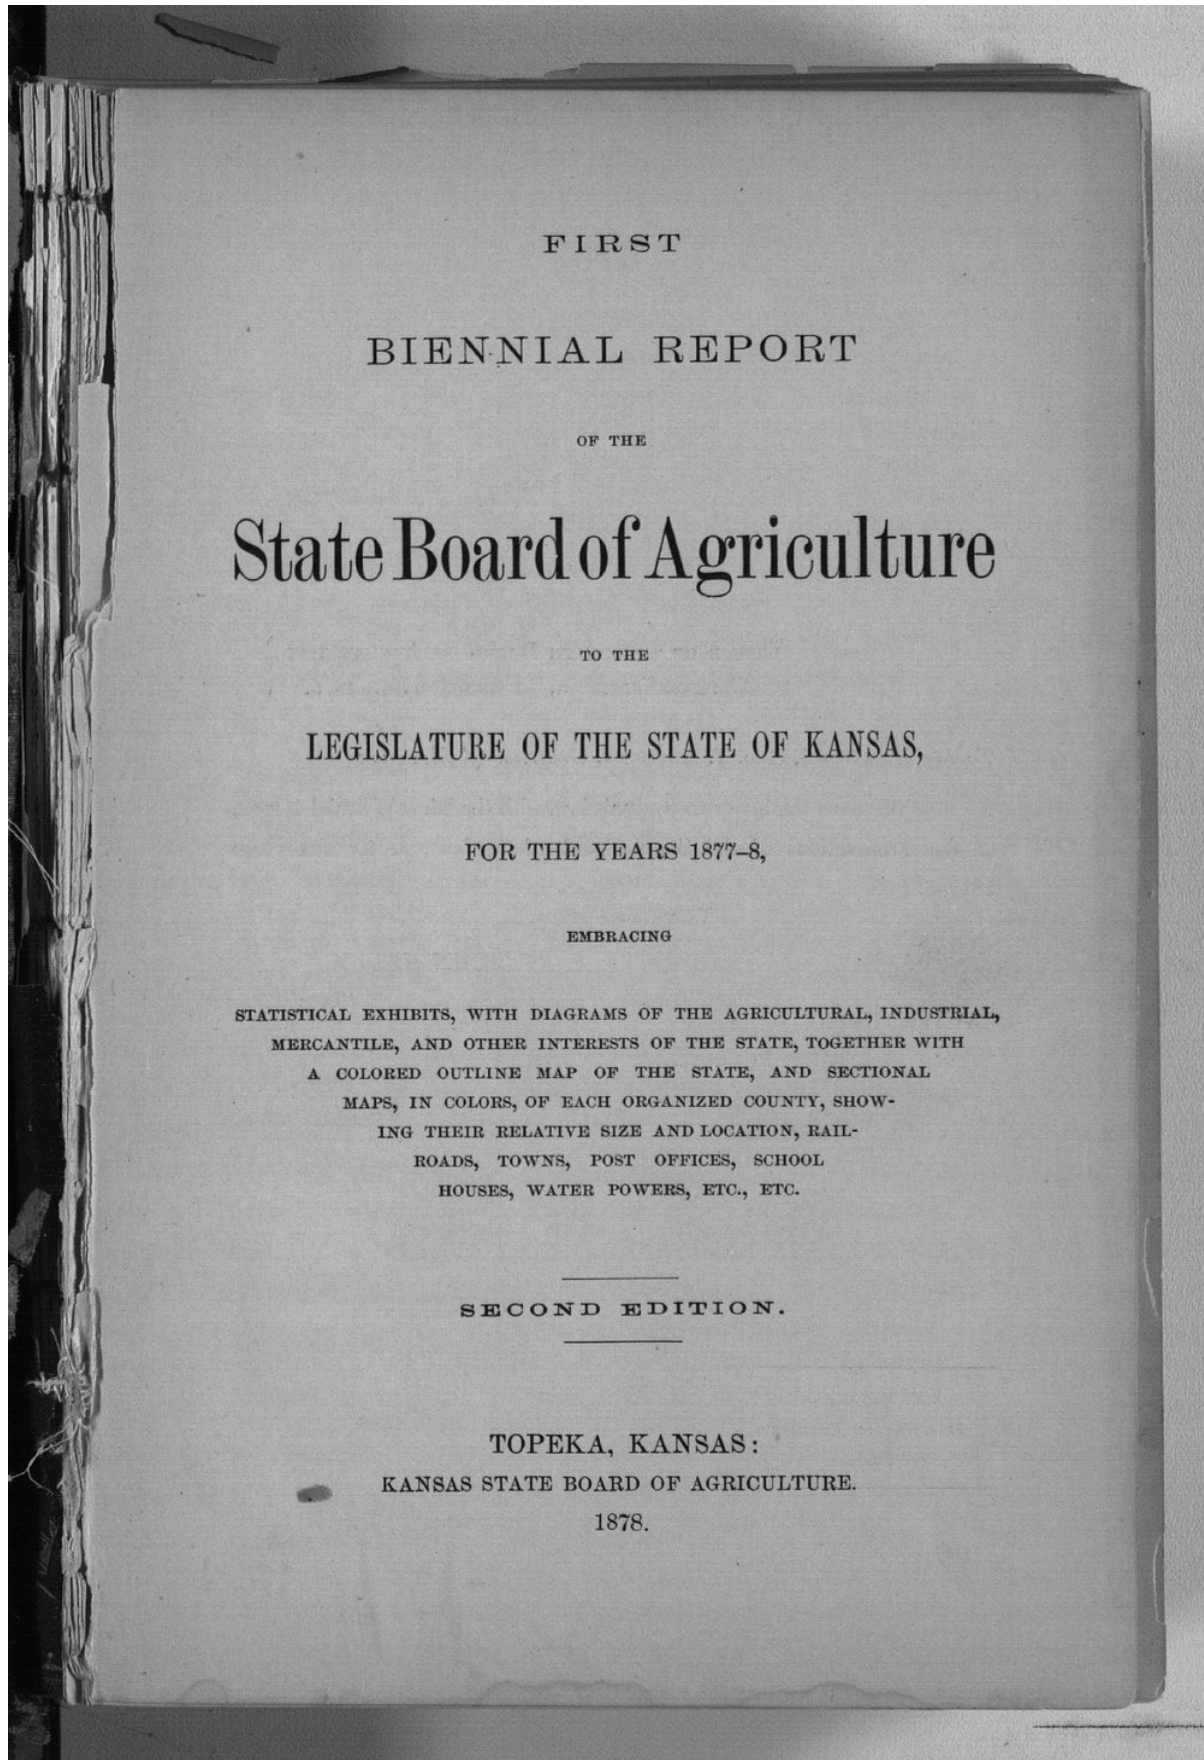 FIRST
BIENNIAL REPORT
OF THE
State Board of Agriculture
TO THE
LEGISLATURE OF THE STATE OF KANSAS,
FOR THE YEARS 1877–8,
EMBRACING
STATISTICAL EXHIBITS, WITH DIAGRAMS OF THE AGRICULTURAL, INDUSTRIAL,
MERCANTILE, AND OTHER INTERESTS OF THE STATE, TOGETHER WITH
A COLORED OUTLINE MAP OF THE STATE, AND SECTIONAL
MAPS, IN COLORS, OF EACH ORGANIZED COUNTY, SHOW-
ING THEIR RELATIVE SIZE AND LOCATION, RAIL-
ROADS, TOWNS, POST OFFICES, SCHOOL
HOUSES, WATER POWERS, ETC., ETC.
SECOND EDITION.
TOPEKA, KANSAS:
KANSAS STATE BOARD OF AGRICULTURE.
1878.